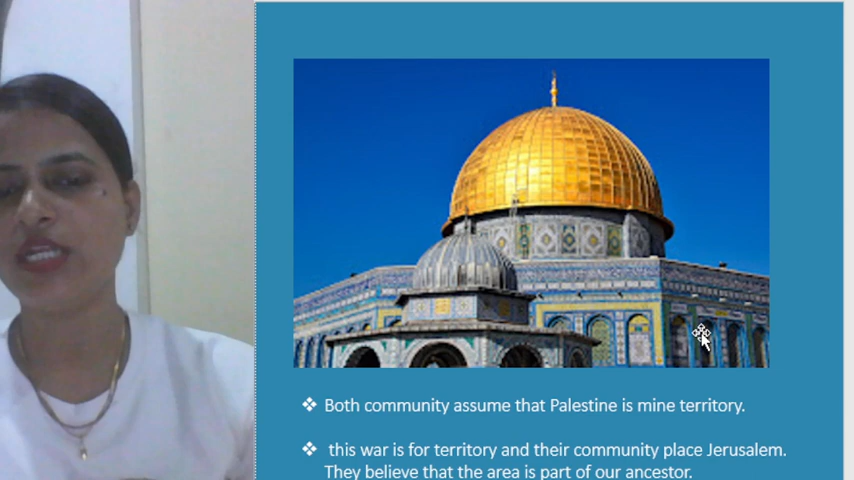 ❖ Both community assume that Palestine is mine territory.
❖ this war is for territory and their community place Jerusalem.
They believe that the area is part of our ancestor.